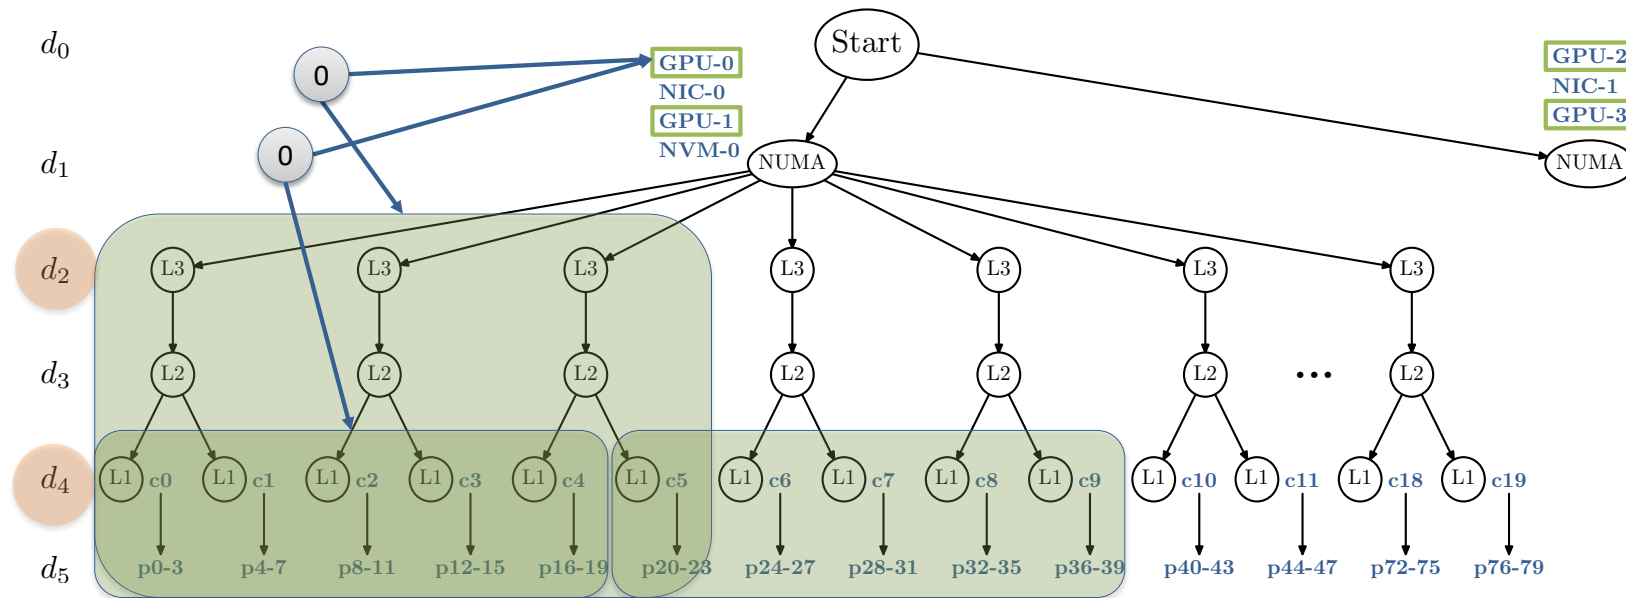 d0 Start
0 GPU-0 GPU-2
NIC-0 NIC-1
GPU-1 GPU-3
0 NVM-0
d1 NUMA NUMA
d2 L3 L3 L3 L3 L3 L3 L3
d3 L2 L2 L2 L2 L2 L2 ... L2
d4 L1 c0 L1 c1 L1 c2 L1 c3 L1 c4 L1 c5 L1 c6 L1 c7 L1 c8 L1 c9 L1 c10 L1 c11 L1 c18 L1 c19
d5 p0-3 p4-7 p8-11 p12-15 p16-19 p20-23 p24-27 p28-31 p32-35 p36-39 p40-43 p44-47 p72-75 p76-79